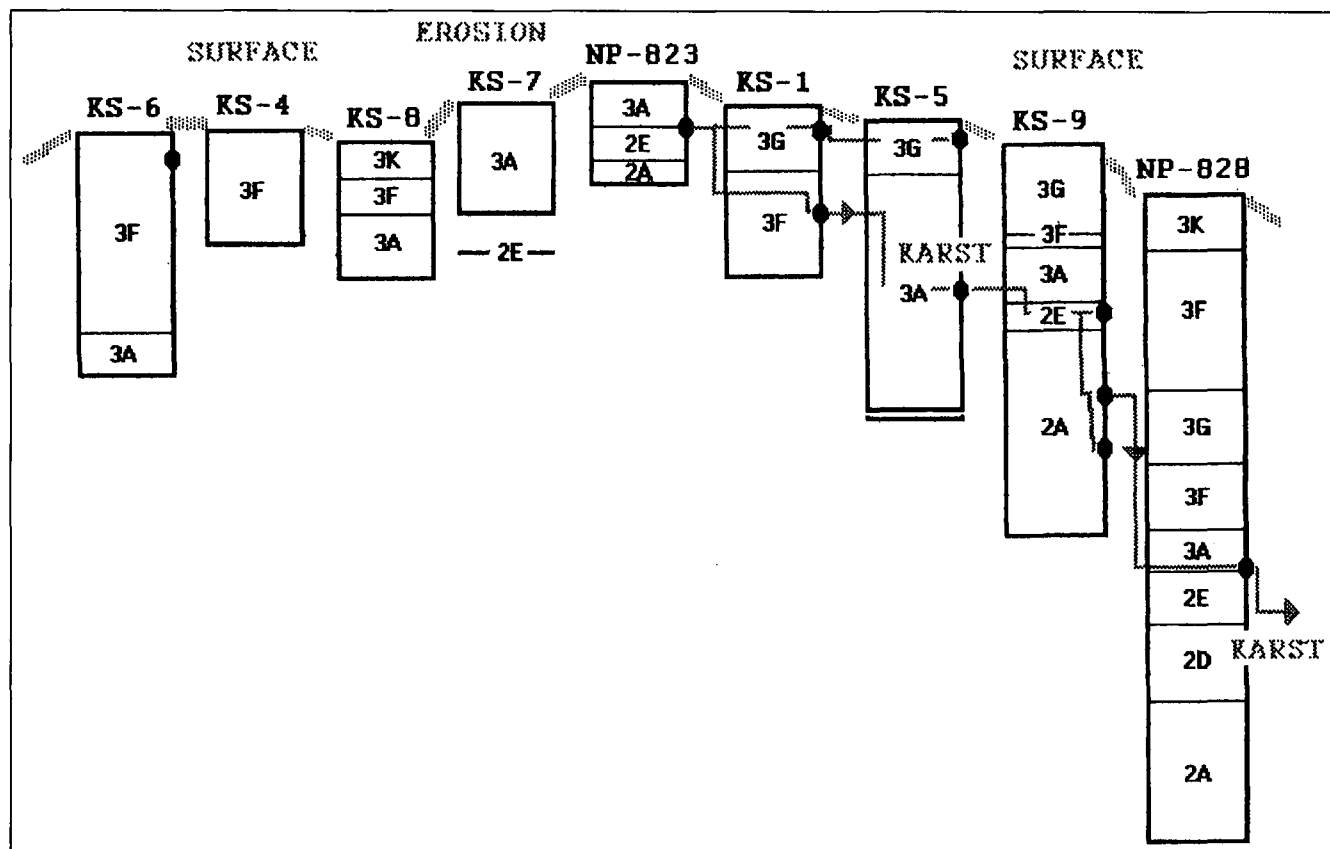 EROSION
SURFACE
SURFACE
NP-823
KS-7
KS-1
KS-5
KS-6
KS-4
KS-8
KS-9
NP-828
3F
3A
3F
3K
3F
3A
3A
2E
3A
2E
2A
3G
3F
3G
KARST
3A
3G
3F
3A
2E
2A
3K
3F
3G
3F
3A
2E
2D
2A
KARST